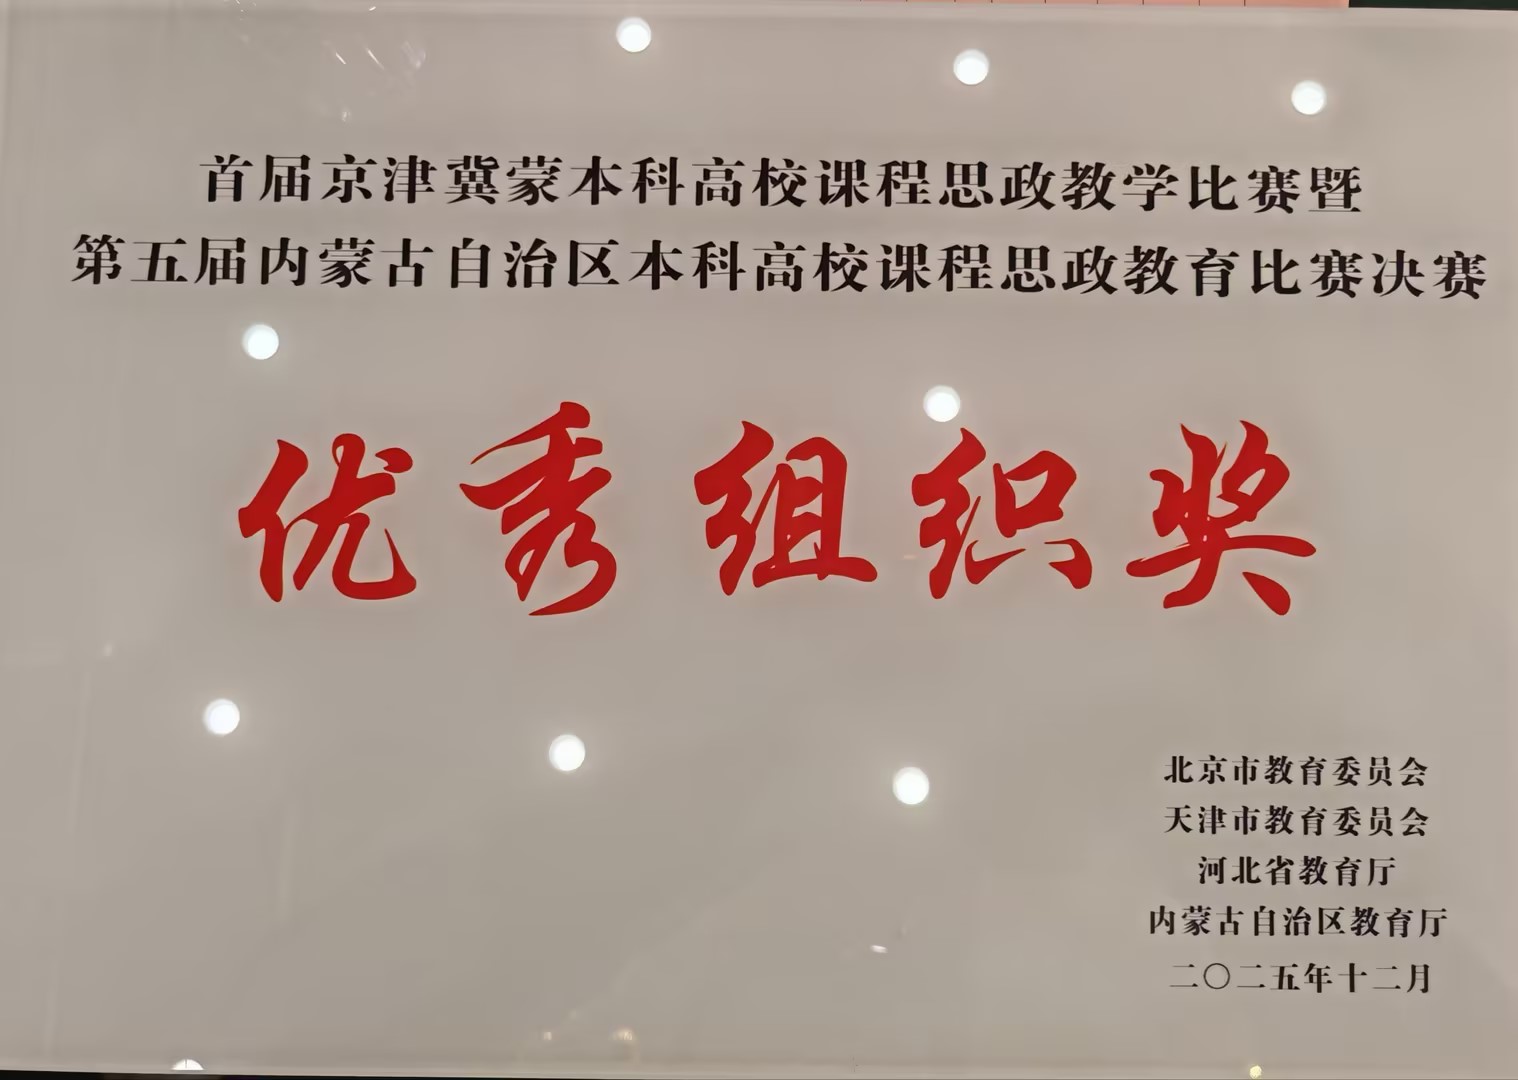 首届京津冀蒙本科高校课程思政教学比赛暨
第五届内蒙古自治区本科高校课程思政教育比赛决赛
优秀组织奖
北京市教育委员会
天津市教育委员会
河北省教育厅
内蒙古自治区教育厅
二〇二五年十二月